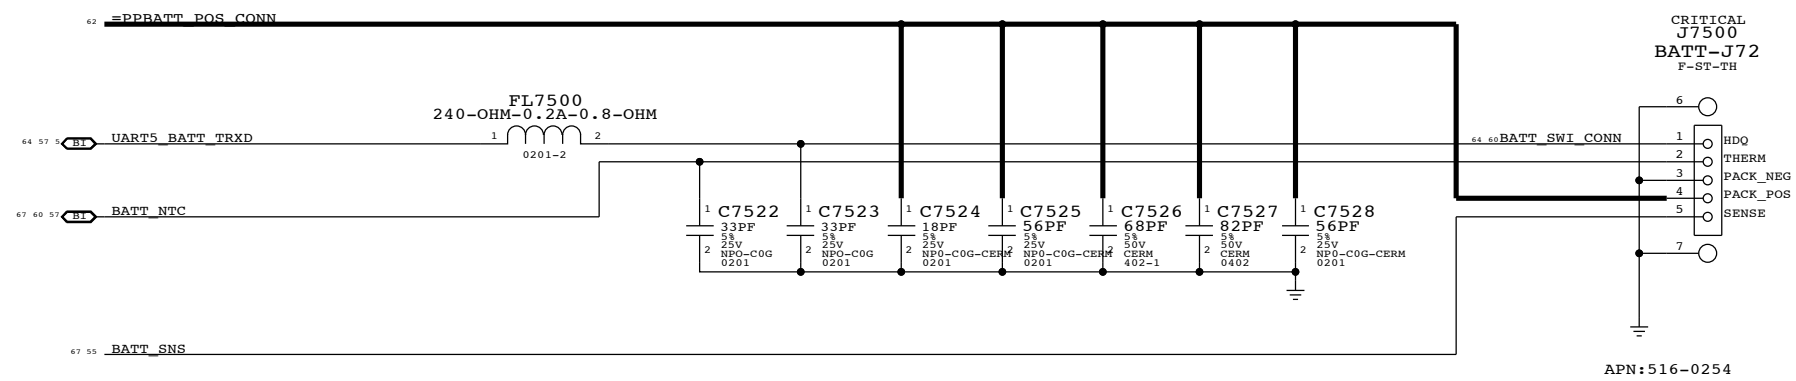 62 =PPBATT_POS_CONN
CRITICAL
J7500
BATT-J72
F-ST-TH
FL7500
240-OHM-0.2A-0.8-OHM
64 57 5 BI UART5_BATT_TRXD
1 2
0201-2
64 60 BATT_SWI_CONN
67 60 57 BI BATT_NTC
6
1 HDQ
2 THERM
3 PACK_NEG
4 PACK_POS
5 SENSE
7
1 C7522
33PF
5%
25V
2 NPO-C0G
0201
1 C7523
33PF
5%
25V
2 NPO-C0G
0201
1 C7524
18PF
5%
25V
2 NP0-C0G-CERM
0201
1 C7525
56PF
5%
25V
2 NP0-C0G-CERM
0201
1 C7526
68PF
5%
50V
2 CERM
402-1
1 C7527
82PF
5%
50V
2 CERM
0402
1 C7528
56PF
5%
25V
2 NP0-C0G-CERM
0201
67 55 BATT_SNS
APN:516-0254